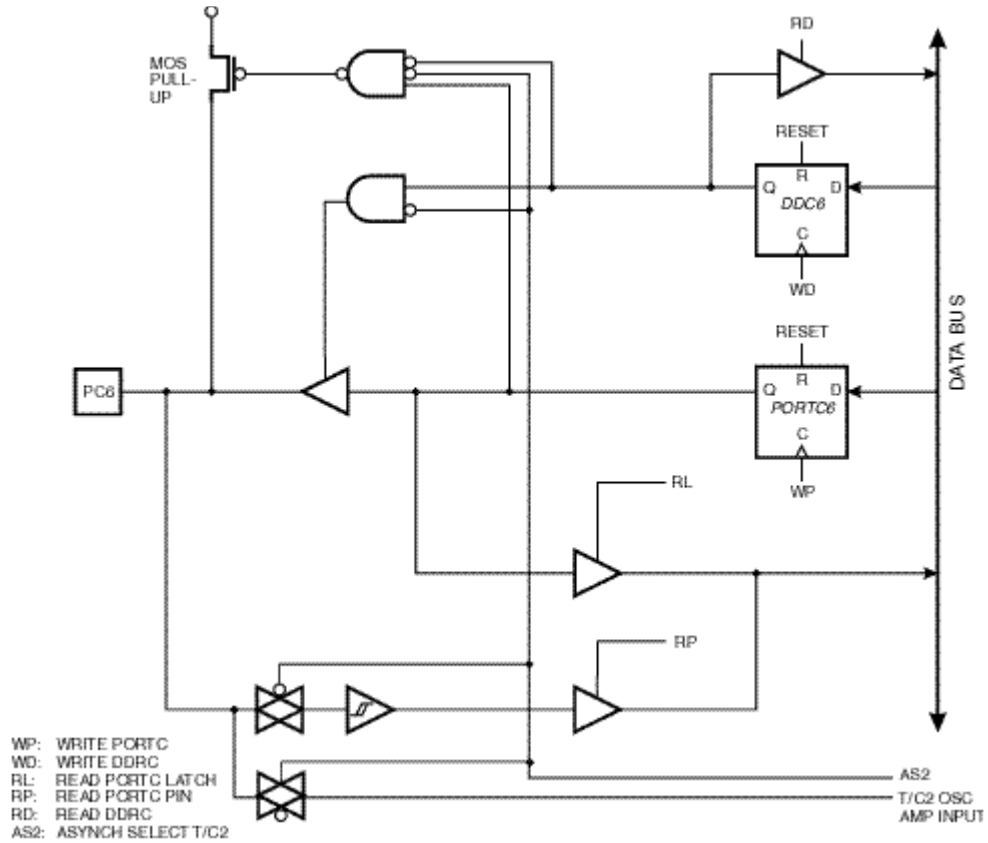 RD
MOS
PULL-
UP
RESET
R
Q
D
DDC6
C
WD
DATA BUS
RESET
R
PC6
Q
D
PORTC6
C
WP
RL
RP
WP: WRITE PORTC
WD: WRITE DDRC
RL: READ PORTC LATCH
RP: READ PORTC PIN
RD: READ DDRC
AS2: ASYNCH SELECT T/C2
AS2
T/C2 OSC
AMP INPUT